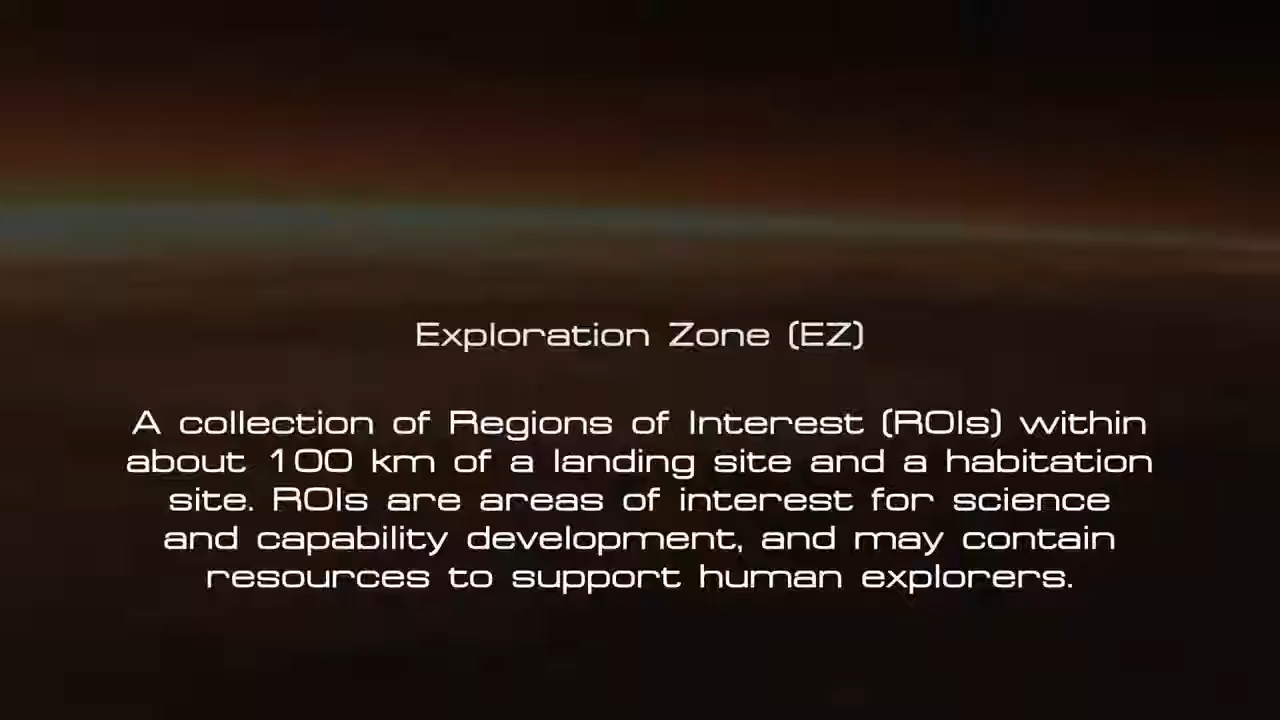 Exploration Zone (EZ)
A collection of Regions of Interest (ROIs) within
about 100 km of a landing site and a habitation
site. ROIs are areas of interest for science
and capability development, and may contain
resources to support human explorers.